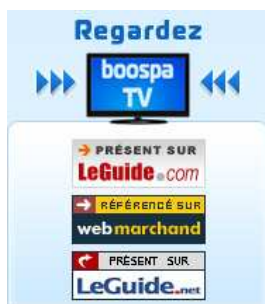 Regardez
boospa
TV
PRÉSENT SUR
LeGuide.com
RÉFÉRENCÉ SUR
webmarchand
PRÉSENT SUR
LeGuide.net